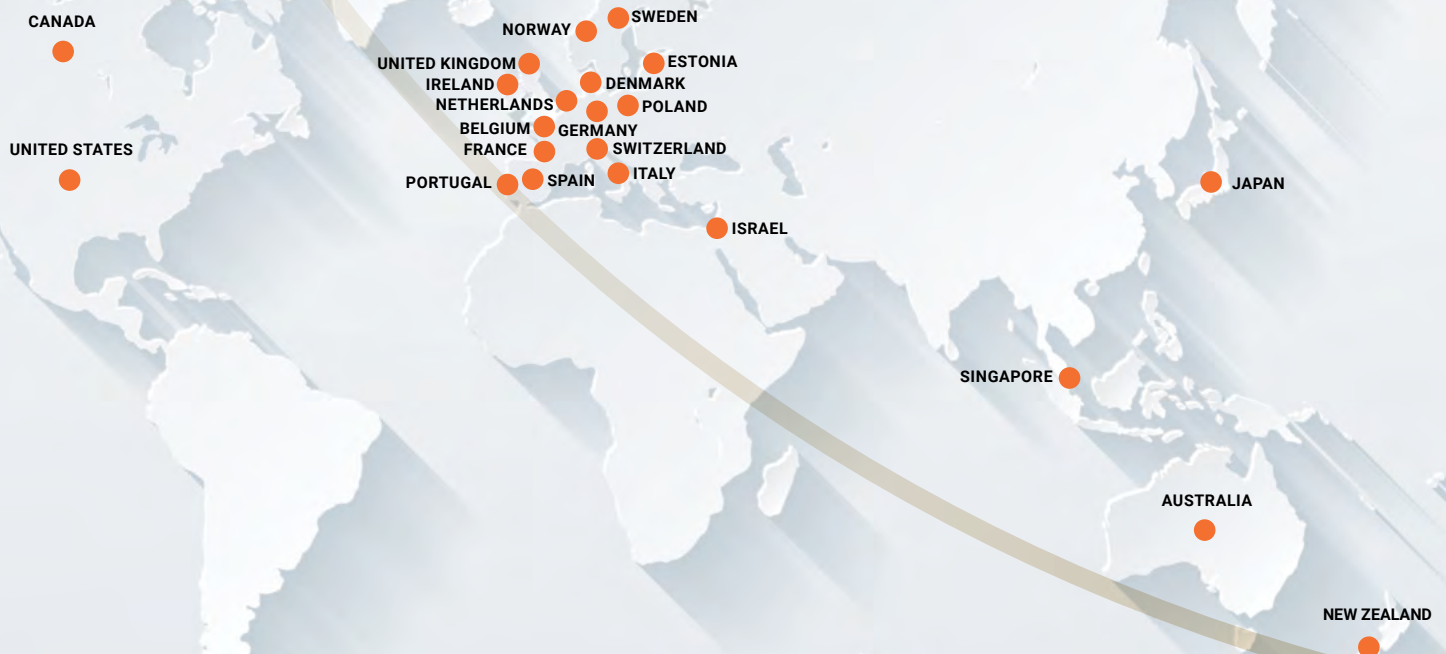 CANADA
UNITED STATES
SWEDEN
NORWAY
UNITED KINGDOM
ESTONIA
IRELAND
DENMARK
NETHERLANDS
POLAND
BELGIUM
GERMANY
FRANCE
SWITZERLAND
PORTUGAL
SPAIN
ITALY
ISRAEL
JAPAN
SINGAPORE
AUSTRALIA
NEW ZEALAND